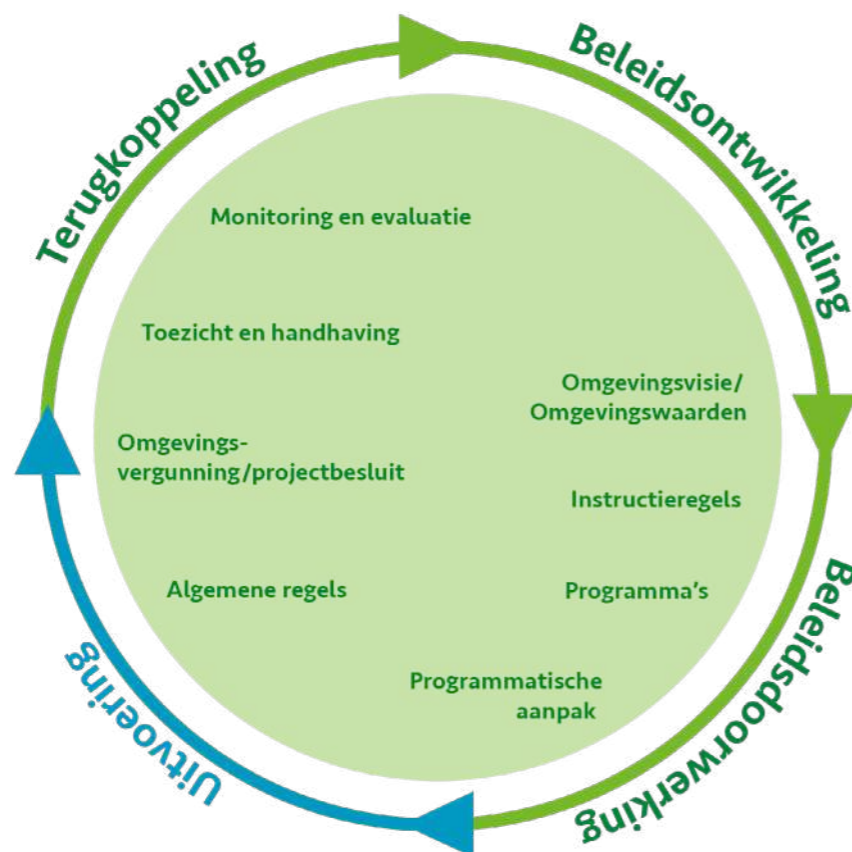 Terugkoppeling
Beleidsontwikkeling
Monitoring en evaluatie
Toezicht en handhaving
Omgevingsvisie/
Omgevingswaarden
Omgevings-
vergunning/projectbesluit
Instructieregels
Algemene regels
Programma's
Programmatische
aanpak
Uitvoering
Beleidsdoorwerking